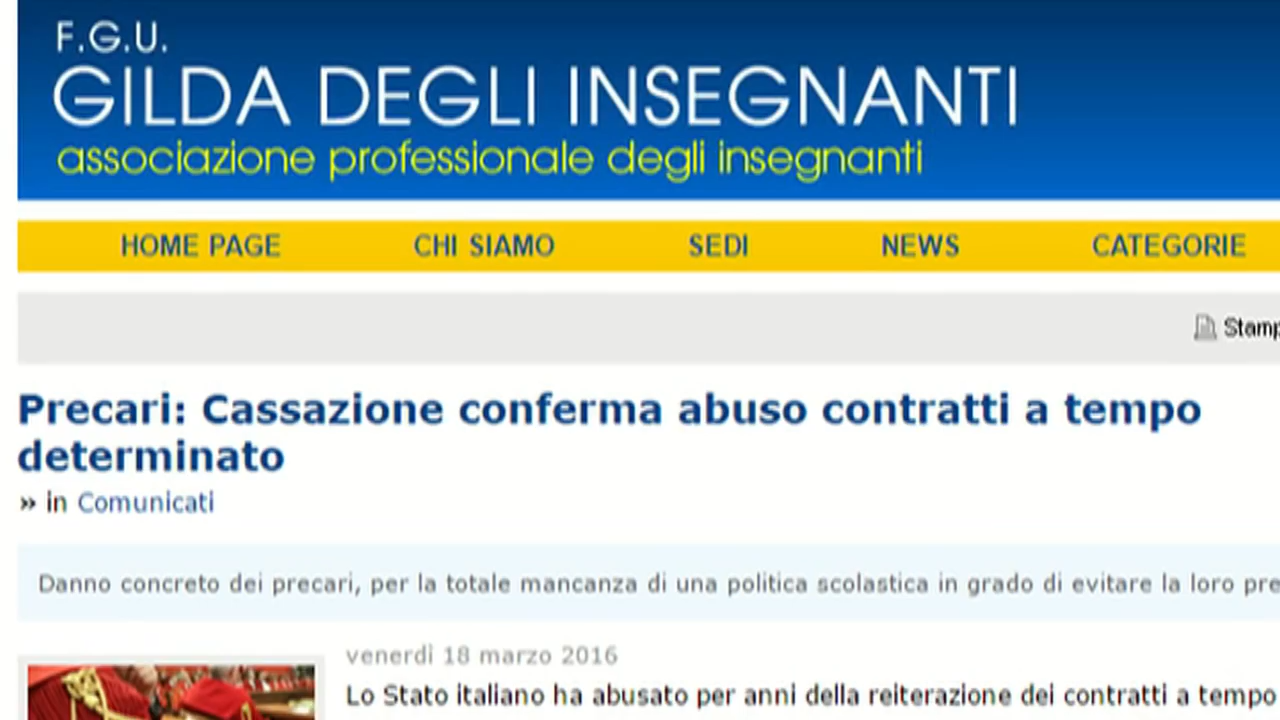 F.G.U.
GILDA DEGLI INSEGNANTI
associazione professionale degli insegnanti
HOME PAGE CHI SIAMO SEDI NEWS CATEGORIE
Stamp
Precari: Cassazione conferma abuso contratti a tempo
determinato
» in Comunicati
Danno concreto dei precari, per la totale mancanza di una politica scolastica in grado di evitare la loro pre
venerdì 18 marzo 2016
Lo Stato italiano ha abusato per anni della reiterazione dei contratti a tempo